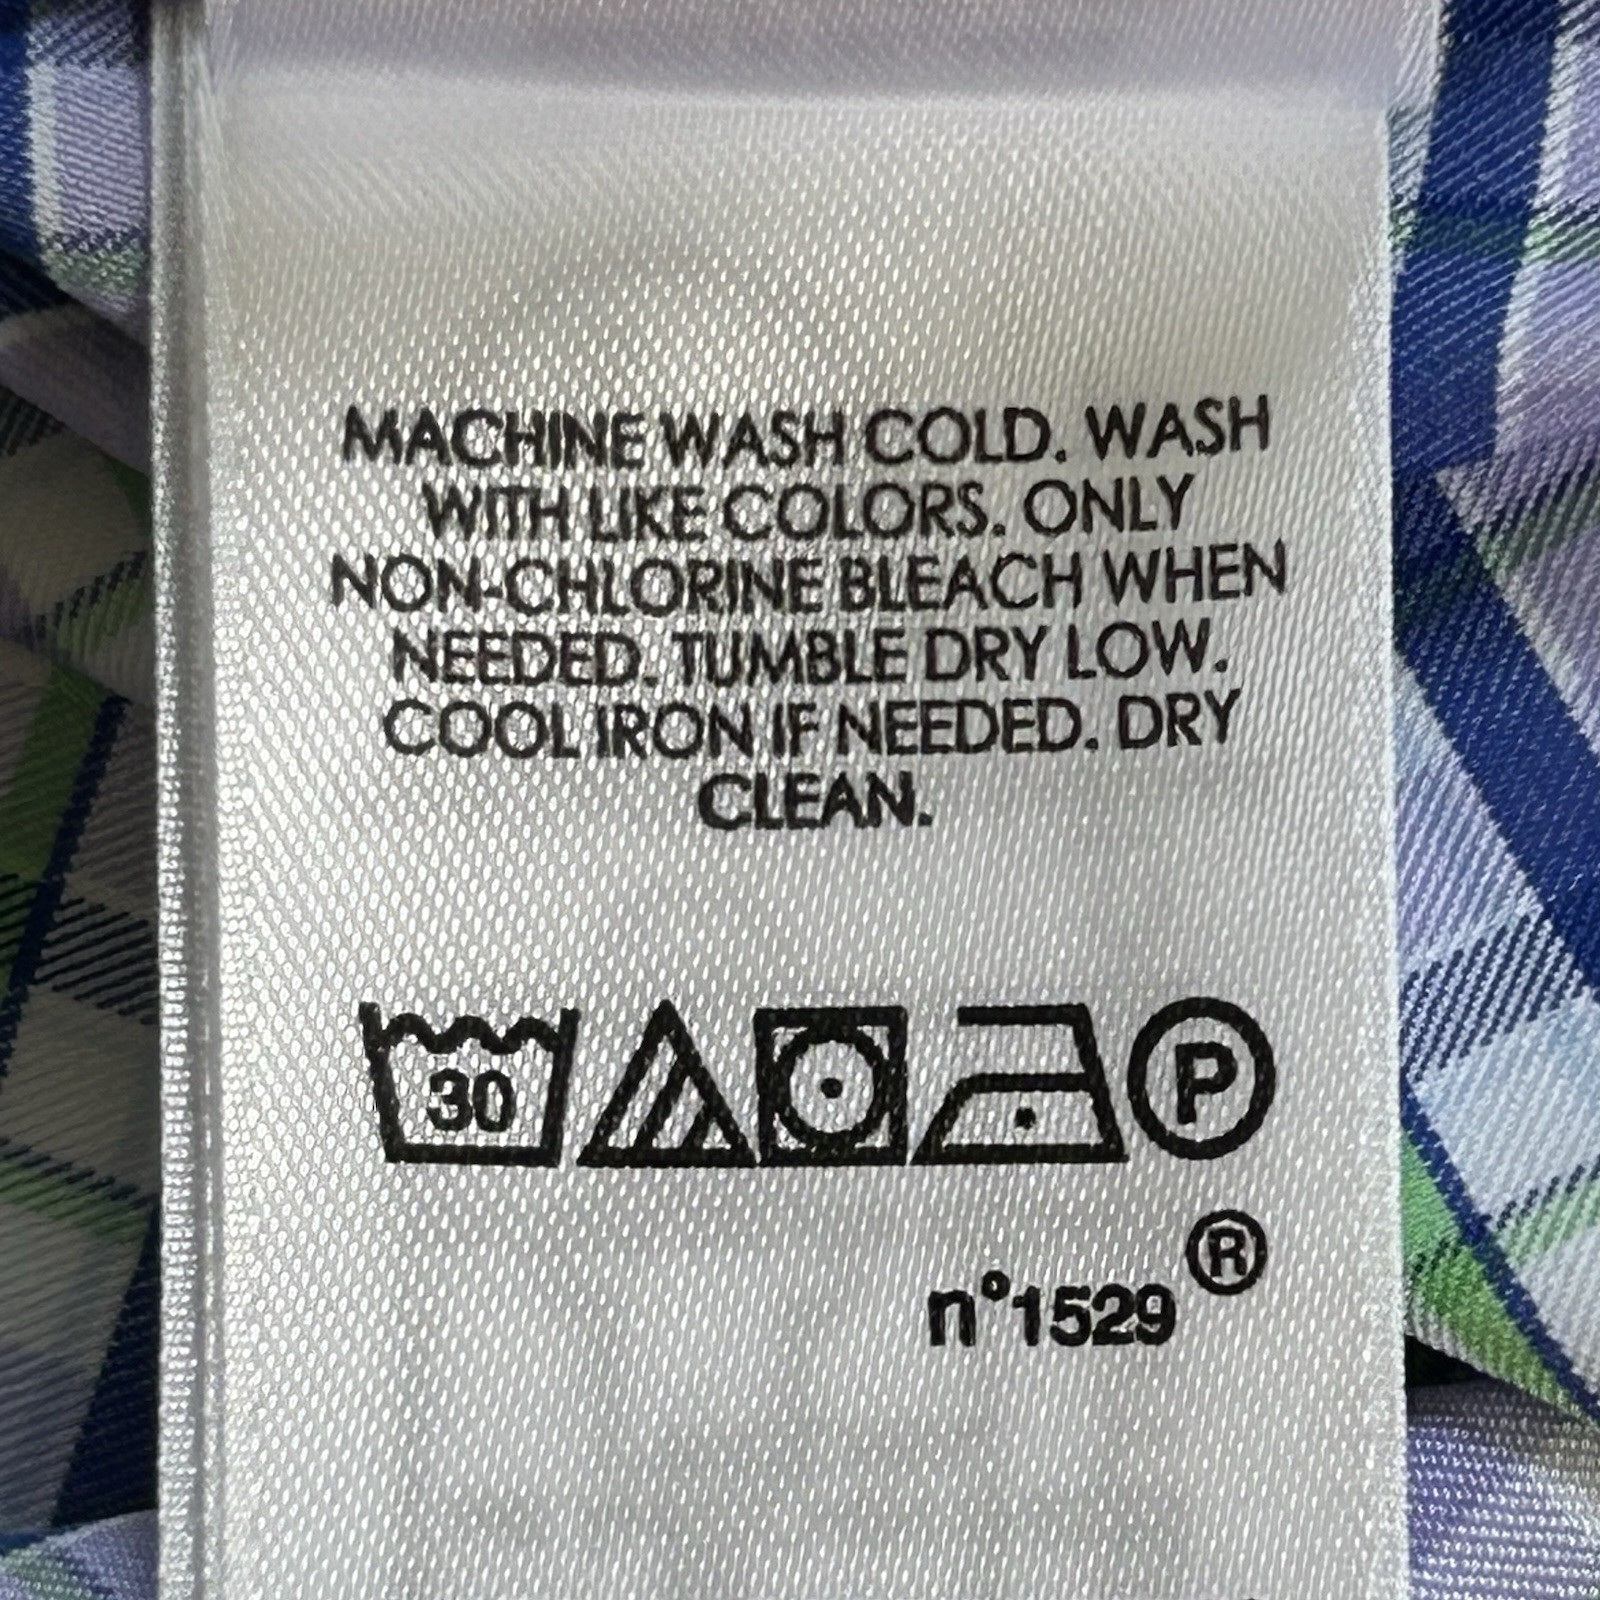 MACHINE WASH COLD. WASH
WITH LIKE COLORS. ONLY
NON-CHLORINE BLEACH WHEN
NEEDED. TUMBLE DRY LOW.
COOL IRON IF NEEDED. DRY
CLEAN.
30 P
n°1529 ®